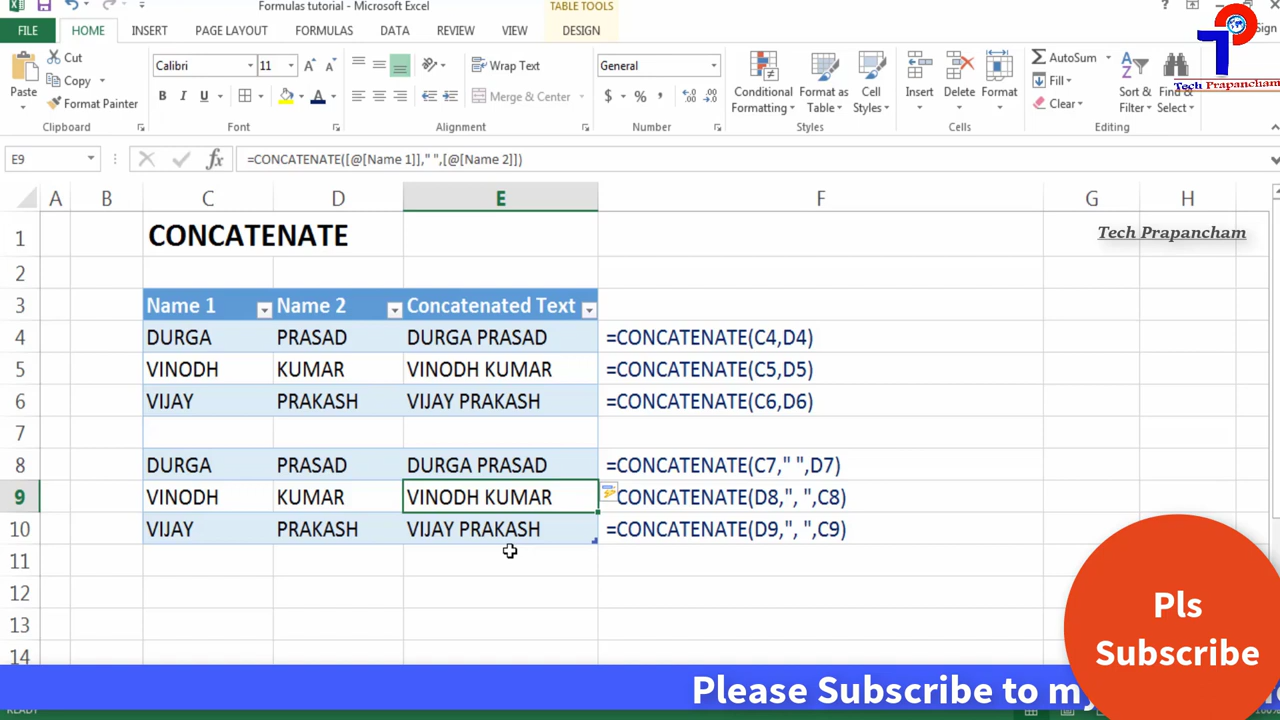 Formulas tutorial - Microsoft Excel
TABLE TOOLS
FILE HOME INSERT PAGE LAYOUT FORMULAS DATA REVIEW VIEW DESIGN
Sign
Paste
Cut
Copy
Format Painter
Clipboard
Calibri 11
B I U A
Font
Wrap Text
Merge & Center
Alignment
General
$ % ,
Number
Conditional Formatting
Format as Table
Cell Styles
Styles
Insert Delete Format
Cells
AutoSum
Fill
Clear
Sort & Filter
Find & Select
Editing
Tech Prapancham
E9 fx =CONCATENATE([@[Name 1]]," ",[@[Name 2]])
A B C D E F G H
1 CONCATENATE Tech Prapancham
2
3 Name 1 Name 2 Concatenated Text
4 DURGA PRASAD DURGA PRASAD =CONCATENATE(C4,D4)
5 VINODH KUMAR VINODH KUMAR =CONCATENATE(C5,D5)
6 VIJAY PRAKASH VIJAY PRAKASH =CONCATENATE(C6,D6)
7
8 DURGA PRASAD DURGA PRASAD =CONCATENATE(C7," ",D7)
9 VINODH KUMAR VINODH KUMAR CONCATENATE(D8,", ",C8)
10 VIJAY PRAKASH VIJAY PRAKASH =CONCATENATE(D9,", ",C9)
11
12
13
14
Pls
Subscribe
Please Subscribe to my